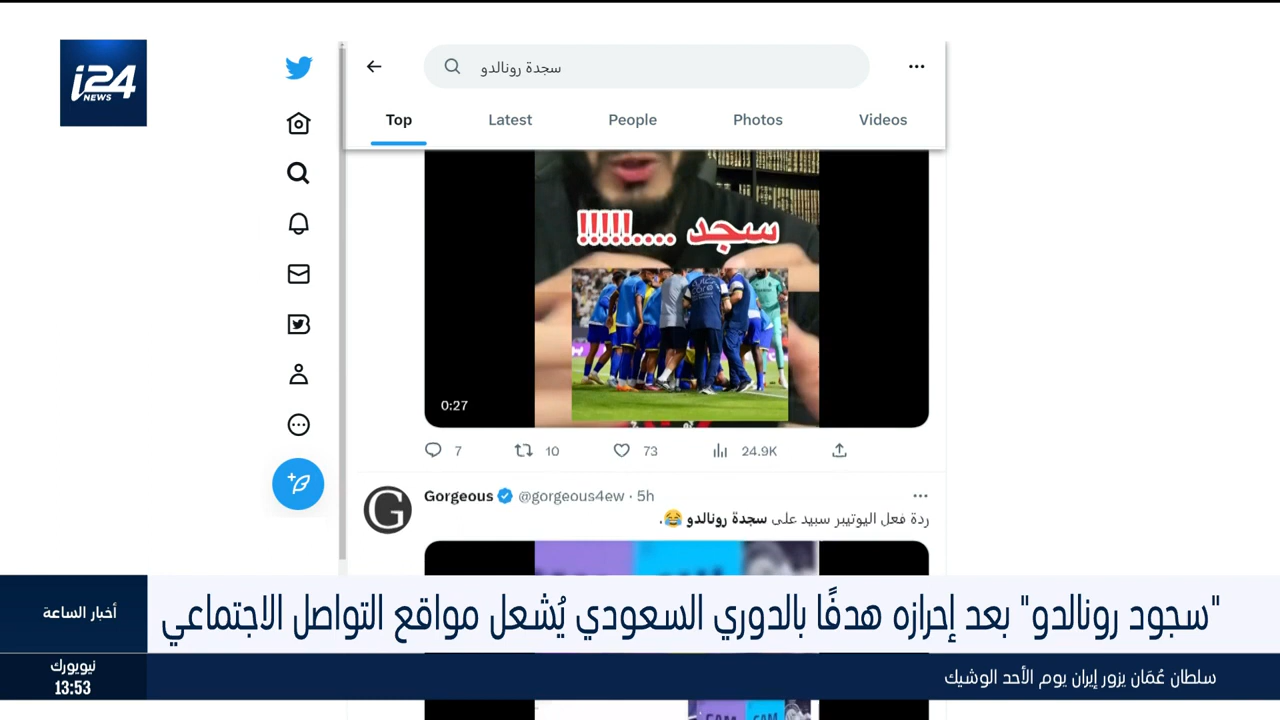 i24
NEWS
سجدة رونالدو
Top
Latest
People
Photos
Videos
سجد ....!!!!!
0:27
7
10
73
24.9K
G
Gorgeous @gorgeous4ew · 5h
ردة فعل اليوتيبر سبيد على سجدة رونالدو 😂.
أخبار الساعة
"سجود رونالدو" بعد إحرازه هدفًا بالدوري السعودي يُشعل مواقع التواصل الاجتماعي
نيويورك
13:53
سلطان عُمَان يزور إيران يوم الأحد الوشيك